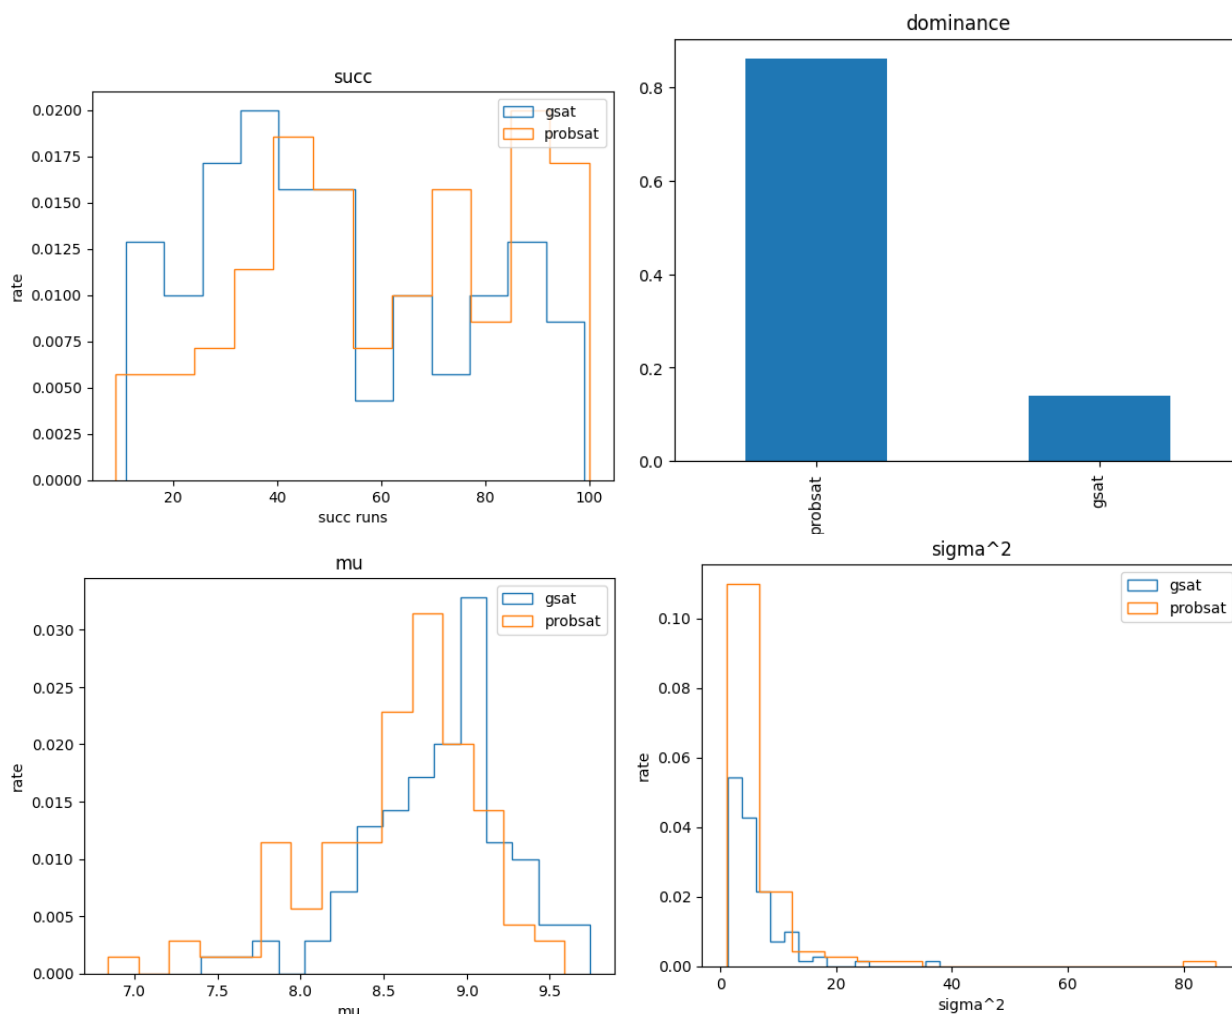 succ
gsat
probsat
0.0200
0.0175
0.0150
0.0125
0.0100
0.0075
0.0050
0.0025
0.0000
rate
20 40 60 80 100
succ runs
dominance
0.8
0.6
0.4
0.2
0.0
probsat
gsat
mu
gsat
probsat
0.030
0.025
0.020
0.015
0.010
0.005
0.000
rate
7.0 7.5 8.0 8.5 9.0 9.5
mu
sigma^2
gsat
probsat
0.10
0.08
0.06
0.04
0.02
0.00
rate
0 20 40 60 80
sigma^2